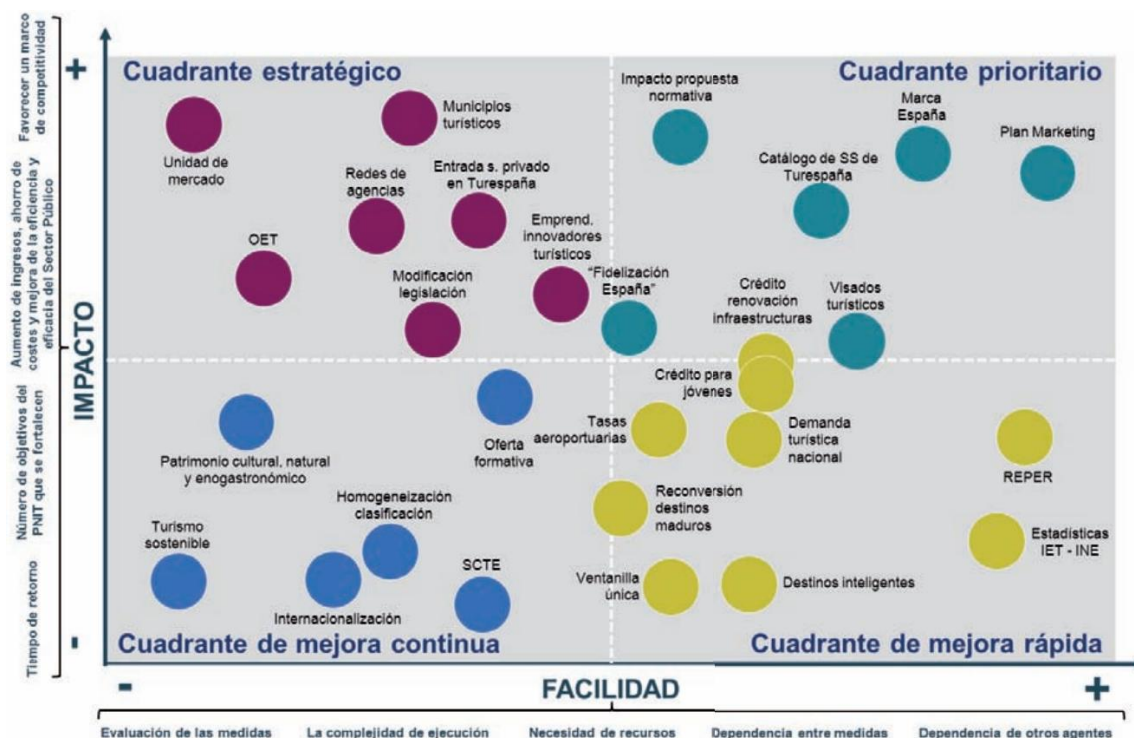 Favorecer un marco
de competitividad
Aumento de ingresos, ahorro de
costes y mejora de la eficiencia y
eficacia del Sector Público
Número de objetivos del
PNIT que se fortalecen
Tiempo de retorno
IMPACTO
+
-
Cuadrante estratégico
Cuadrante prioritario
Unidad de
mercado
Municipios
turísticos
Redes de
agencias
Entrada s. privado
en Turespaña
OET
Modificación
legislación
Emprend.
innovadores
turísticos
Impacto propuesta
normativa
Marca
España
Plan Marketing
Catálogo de SS de
Turespaña
"Fidelización
España"
Crédito
renovación
infraestructuras
Visados
turísticos
Patrimonio cultural, natural
y enogastronómico
Oferta
formativa
Homogeneización
clasificación
Turismo
sostenible
Internacionalización
SCTE
Crédito para
jóvenes
Tasas
aeroportuarias
Demanda
turística
nacional
REPER
Reconversión
destinos
maduros
Estadísticas
IET - INE
Ventanilla
única
Destinos inteligentes
Cuadrante de mejora continua
Cuadrante de mejora rápida
-
FACILIDAD
+
Evaluación de las medidas
La complejidad de ejecución
Necesidad de recursos
Dependencia entre medidas
Dependencia de otros agentes